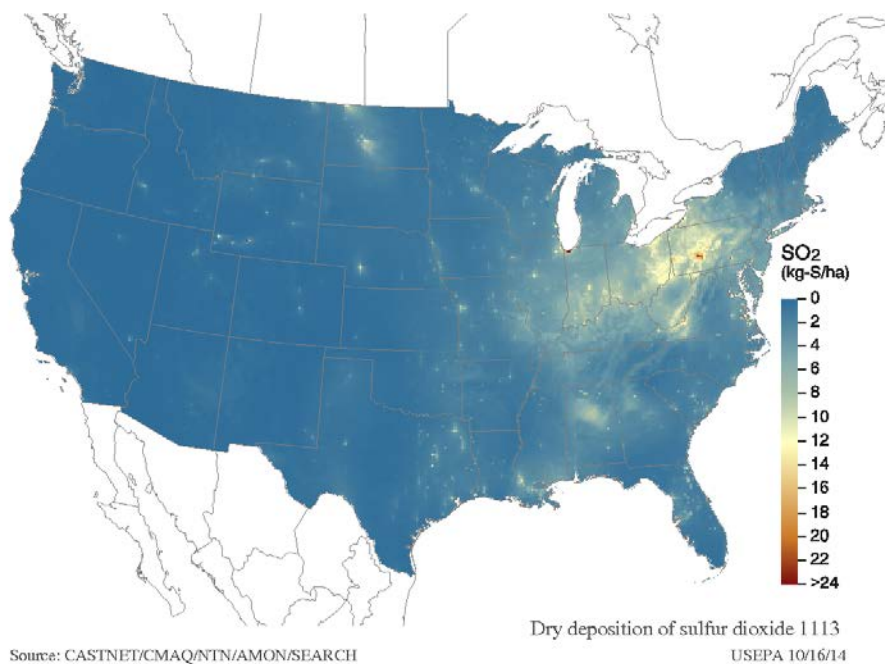 SO2
(kg-S/ha)
0
2
4
6
8
10
12
14
16
18
20
22
>24
Dry deposition of sulfur dioxide 1113
Source: CASTNET/CMAQ/NTN/AMON/SEARCH
USEPA 10/16/14